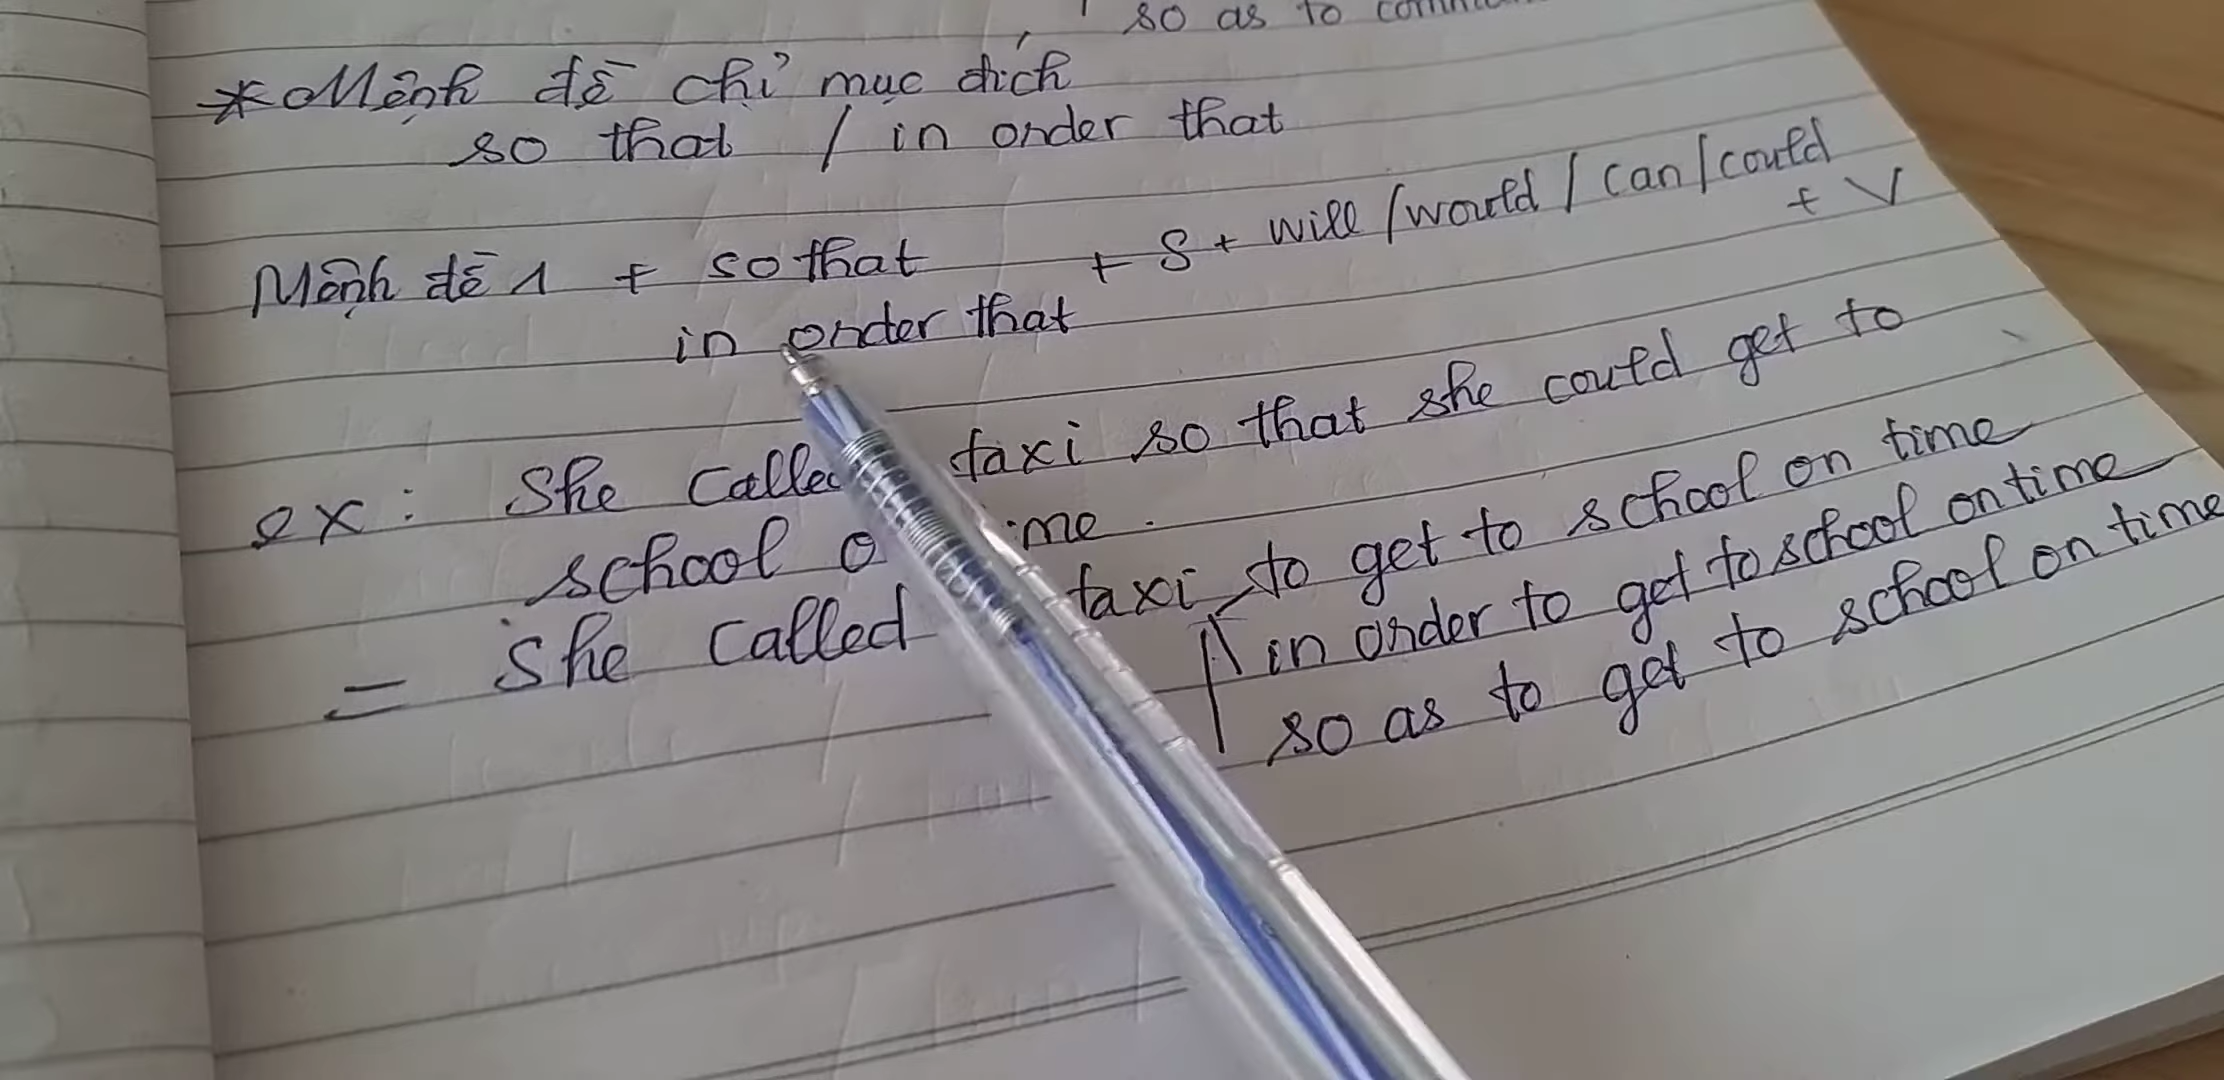 so as to
* Mệnh đề chỉ mục đích
so that / in order that
Mệnh đề 1 + so that + S + will / would / can / could + V
in order that
ex: She called taxi so that she could get to
school time.
= She called taxi to get to school on time
in order to get to school on time
so as to get to school on time